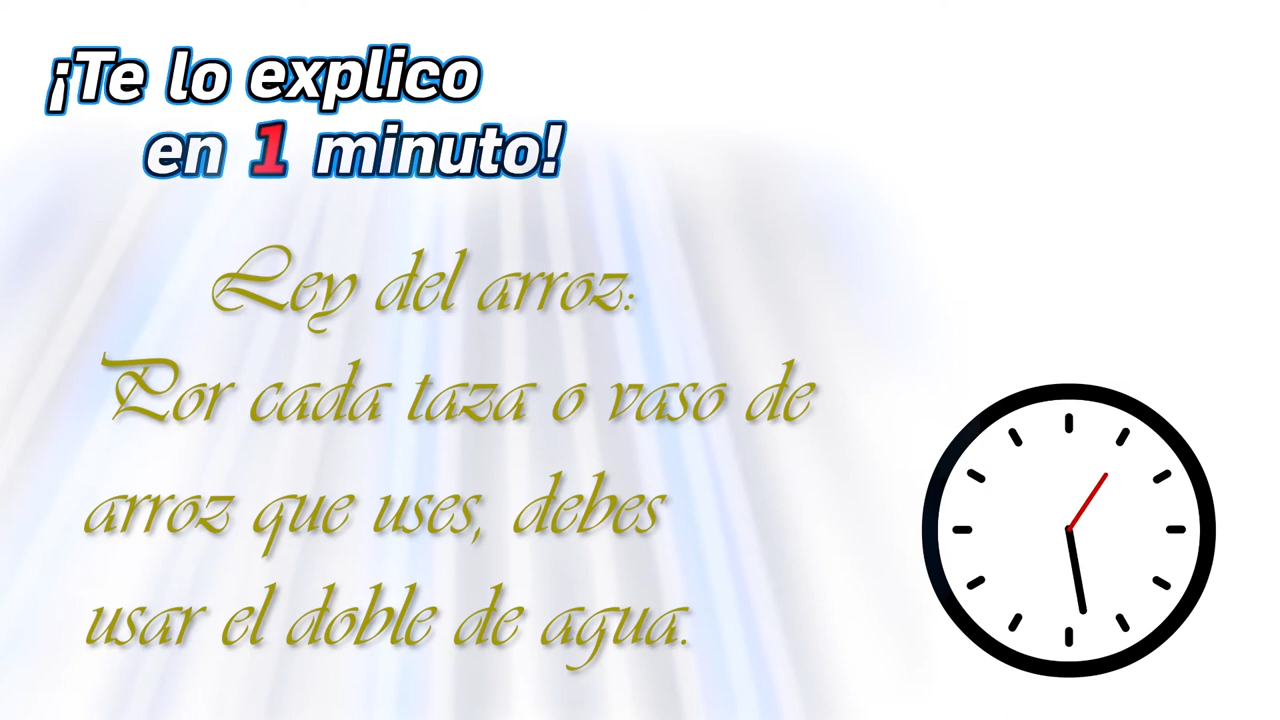 ¡Te lo explico
en 1 minuto!
Ley del arroz:
Por cada taza o vaso de
arroz que uses, debes
usar el doble de agua.